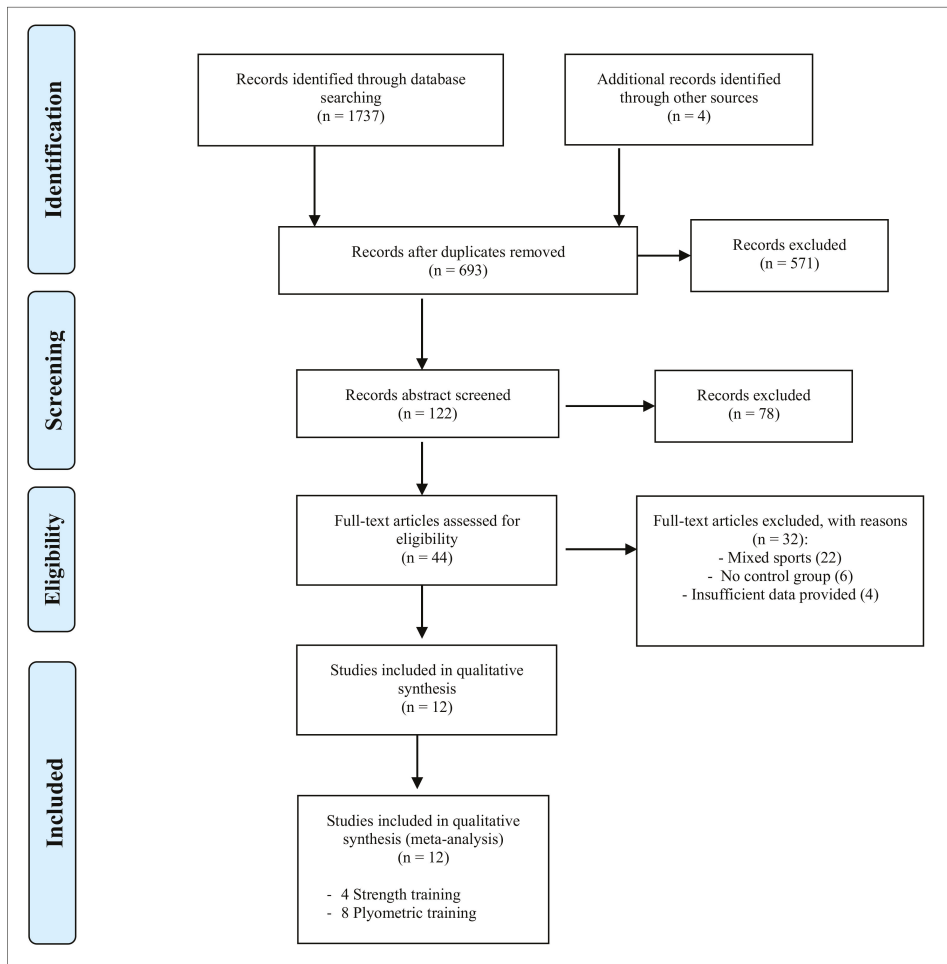 Identification
Records identified through database
searching
(n = 1737)
Additional records identified
through other sources
(n = 4)
Records after duplicates removed
(n = 693)
Records excluded
(n = 571)
Screening
Records abstract screened
(n = 122)
Records excluded
(n = 78)
Eligibility
Full-text articles assessed for
eligibility
(n = 44)
Full-text articles excluded, with reasons
(n = 32):
- Mixed sports (22)
- No control group (6)
- Insufficient data provided (4)
Included
Studies included in qualitative
synthesis
(n = 12)
Studies included in qualitative
synthesis (meta-analysis)
(n = 12)
- 4 Strength training
- 8 Plyometric training